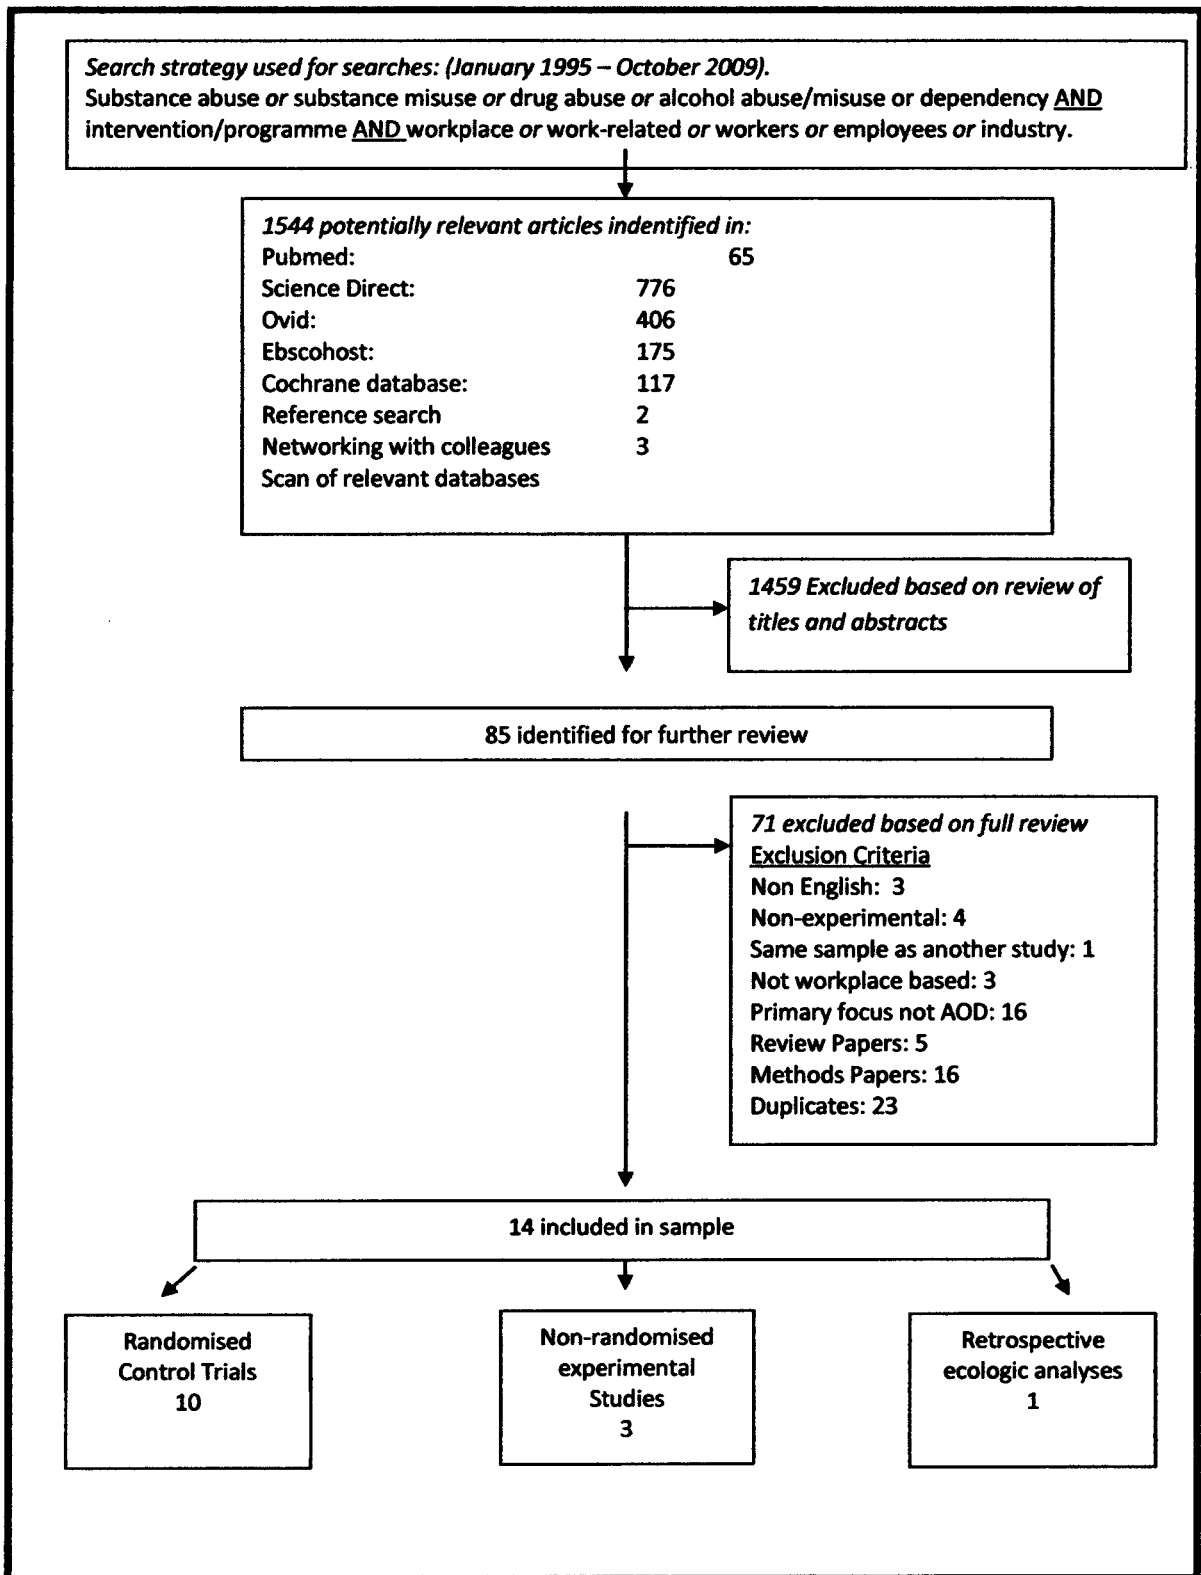 Search strategy used for searches: (January 1995 – October 2009).
Substance abuse or substance misuse or drug abuse or alcohol abuse/misuse or dependency AND
intervention/programme AND workplace or work-related or workers or employees or industry.
1544 potentially relevant articles indentified in:
Pubmed: 65
Science Direct: 776
Ovid: 406
Ebscohost: 175
Cochrane database: 117
Reference search 2
Networking with colleagues 3
Scan of relevant databases
1459 Excluded based on review of
titles and abstracts
85 identified for further review
71 excluded based on full review
Exclusion Criteria
Non English: 3
Non-experimental: 4
Same sample as another study: 1
Not workplace based: 3
Primary focus not AOD: 16
Review Papers: 5
Methods Papers: 16
Duplicates: 23
14 included in sample
Randomised
Control Trials
10
Non-randomised
experimental
Studies
3
Retrospective
ecologic analyses
1